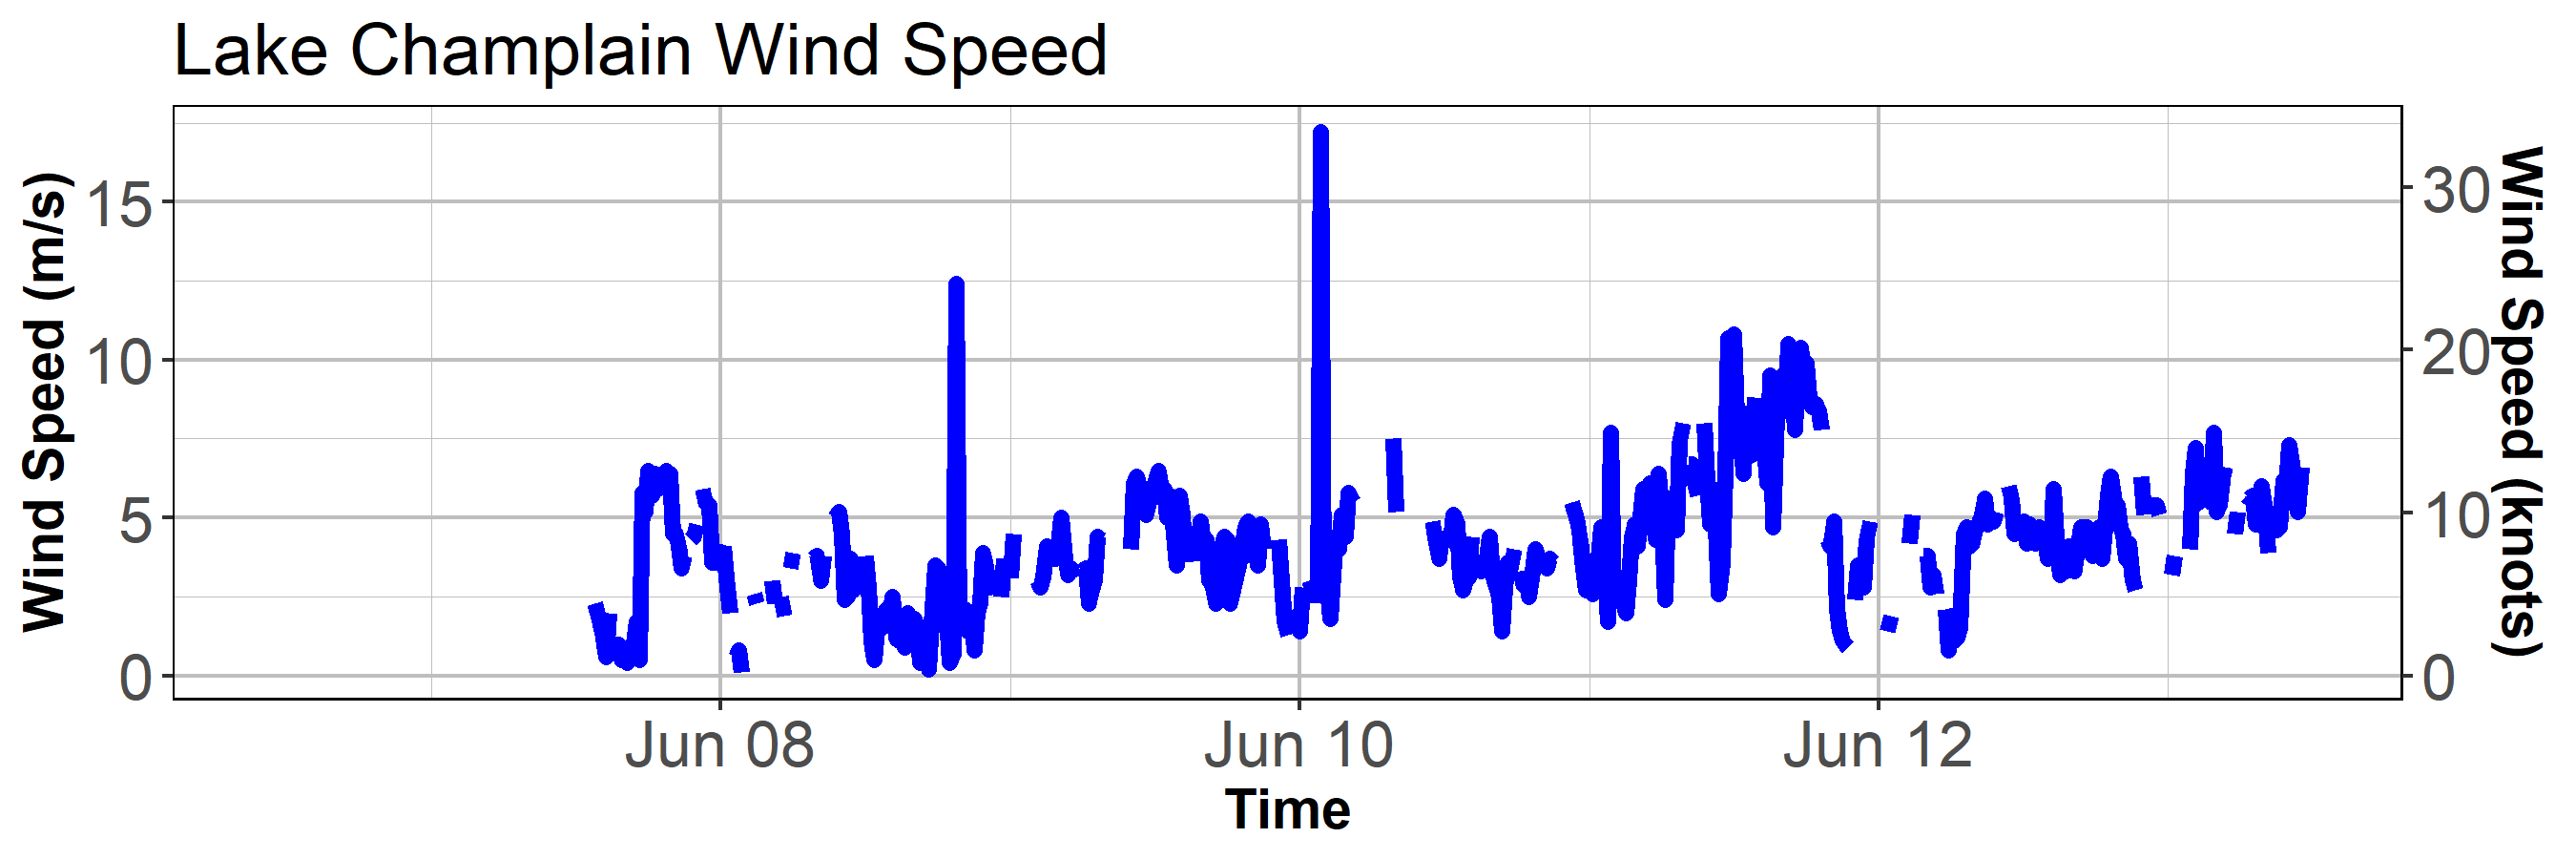 Lake Champlain Wind Speed
Wind Speed (m/s)
15
10
5
0
30
20
10
0
Wind Speed (knots)
Jun 08
Jun 10
Jun 12
Time